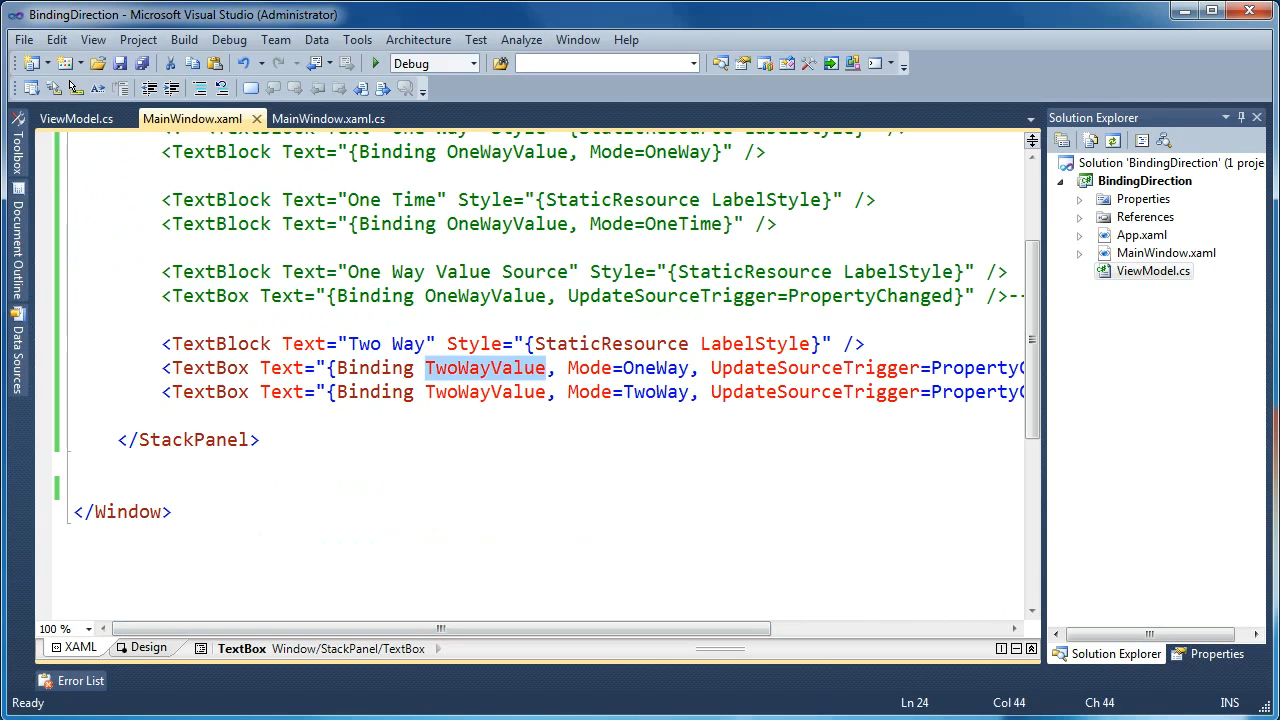 BindingDirection - Microsoft Visual Studio (Administrator)
File Edit View Project Build Debug Team Data Tools Architecture Test Analyze Window Help
Debug
ViewModel.cs MainWindow.xaml MainWindow.xaml.cs
<TextBlock Text="{Binding OneWayValue, Mode=OneWay}" />
<TextBlock Text="One Time" Style="{StaticResource LabelStyle}" />
<TextBlock Text="{Binding OneWayValue, Mode=OneTime}" />
<TextBlock Text="One Way Value Source" Style="{StaticResource LabelStyle}" />
<TextBox Text="{Binding OneWayValue, UpdateSourceTrigger=PropertyChanged}" />--
<TextBlock Text="Two Way" Style="{StaticResource LabelStyle}" />
<TextBox Text="{Binding TwoWayValue, Mode=OneWay, UpdateSourceTrigger=PropertyC
<TextBox Text="{Binding TwoWayValue, Mode=TwoWay, UpdateSourceTrigger=PropertyC
</StackPanel>
</Window>
100 %
XAML Design TextBox Window/StackPanel/TextBox
Toolbox
Document Outline
Data Sources
Solution Explorer
Solution 'BindingDirection' (1 proje
BindingDirection
Properties
References
App.xaml
MainWindow.xaml
ViewModel.cs
Solution Explorer Properties
Error List
Ready Ln 24 Col 44 Ch 44 INS